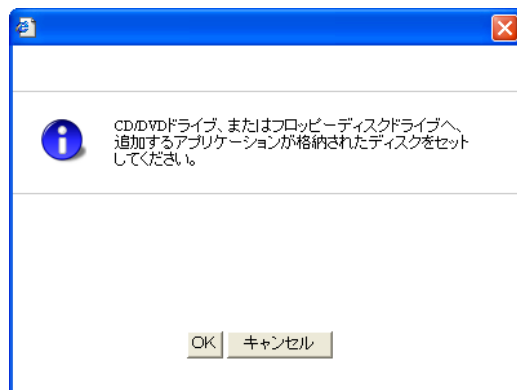 CD/DVDドライブ、またはフロッピーディスクドライブへ、
追加するアプリケーションが格納されたディスクをセット
してください。
OK キャンセル